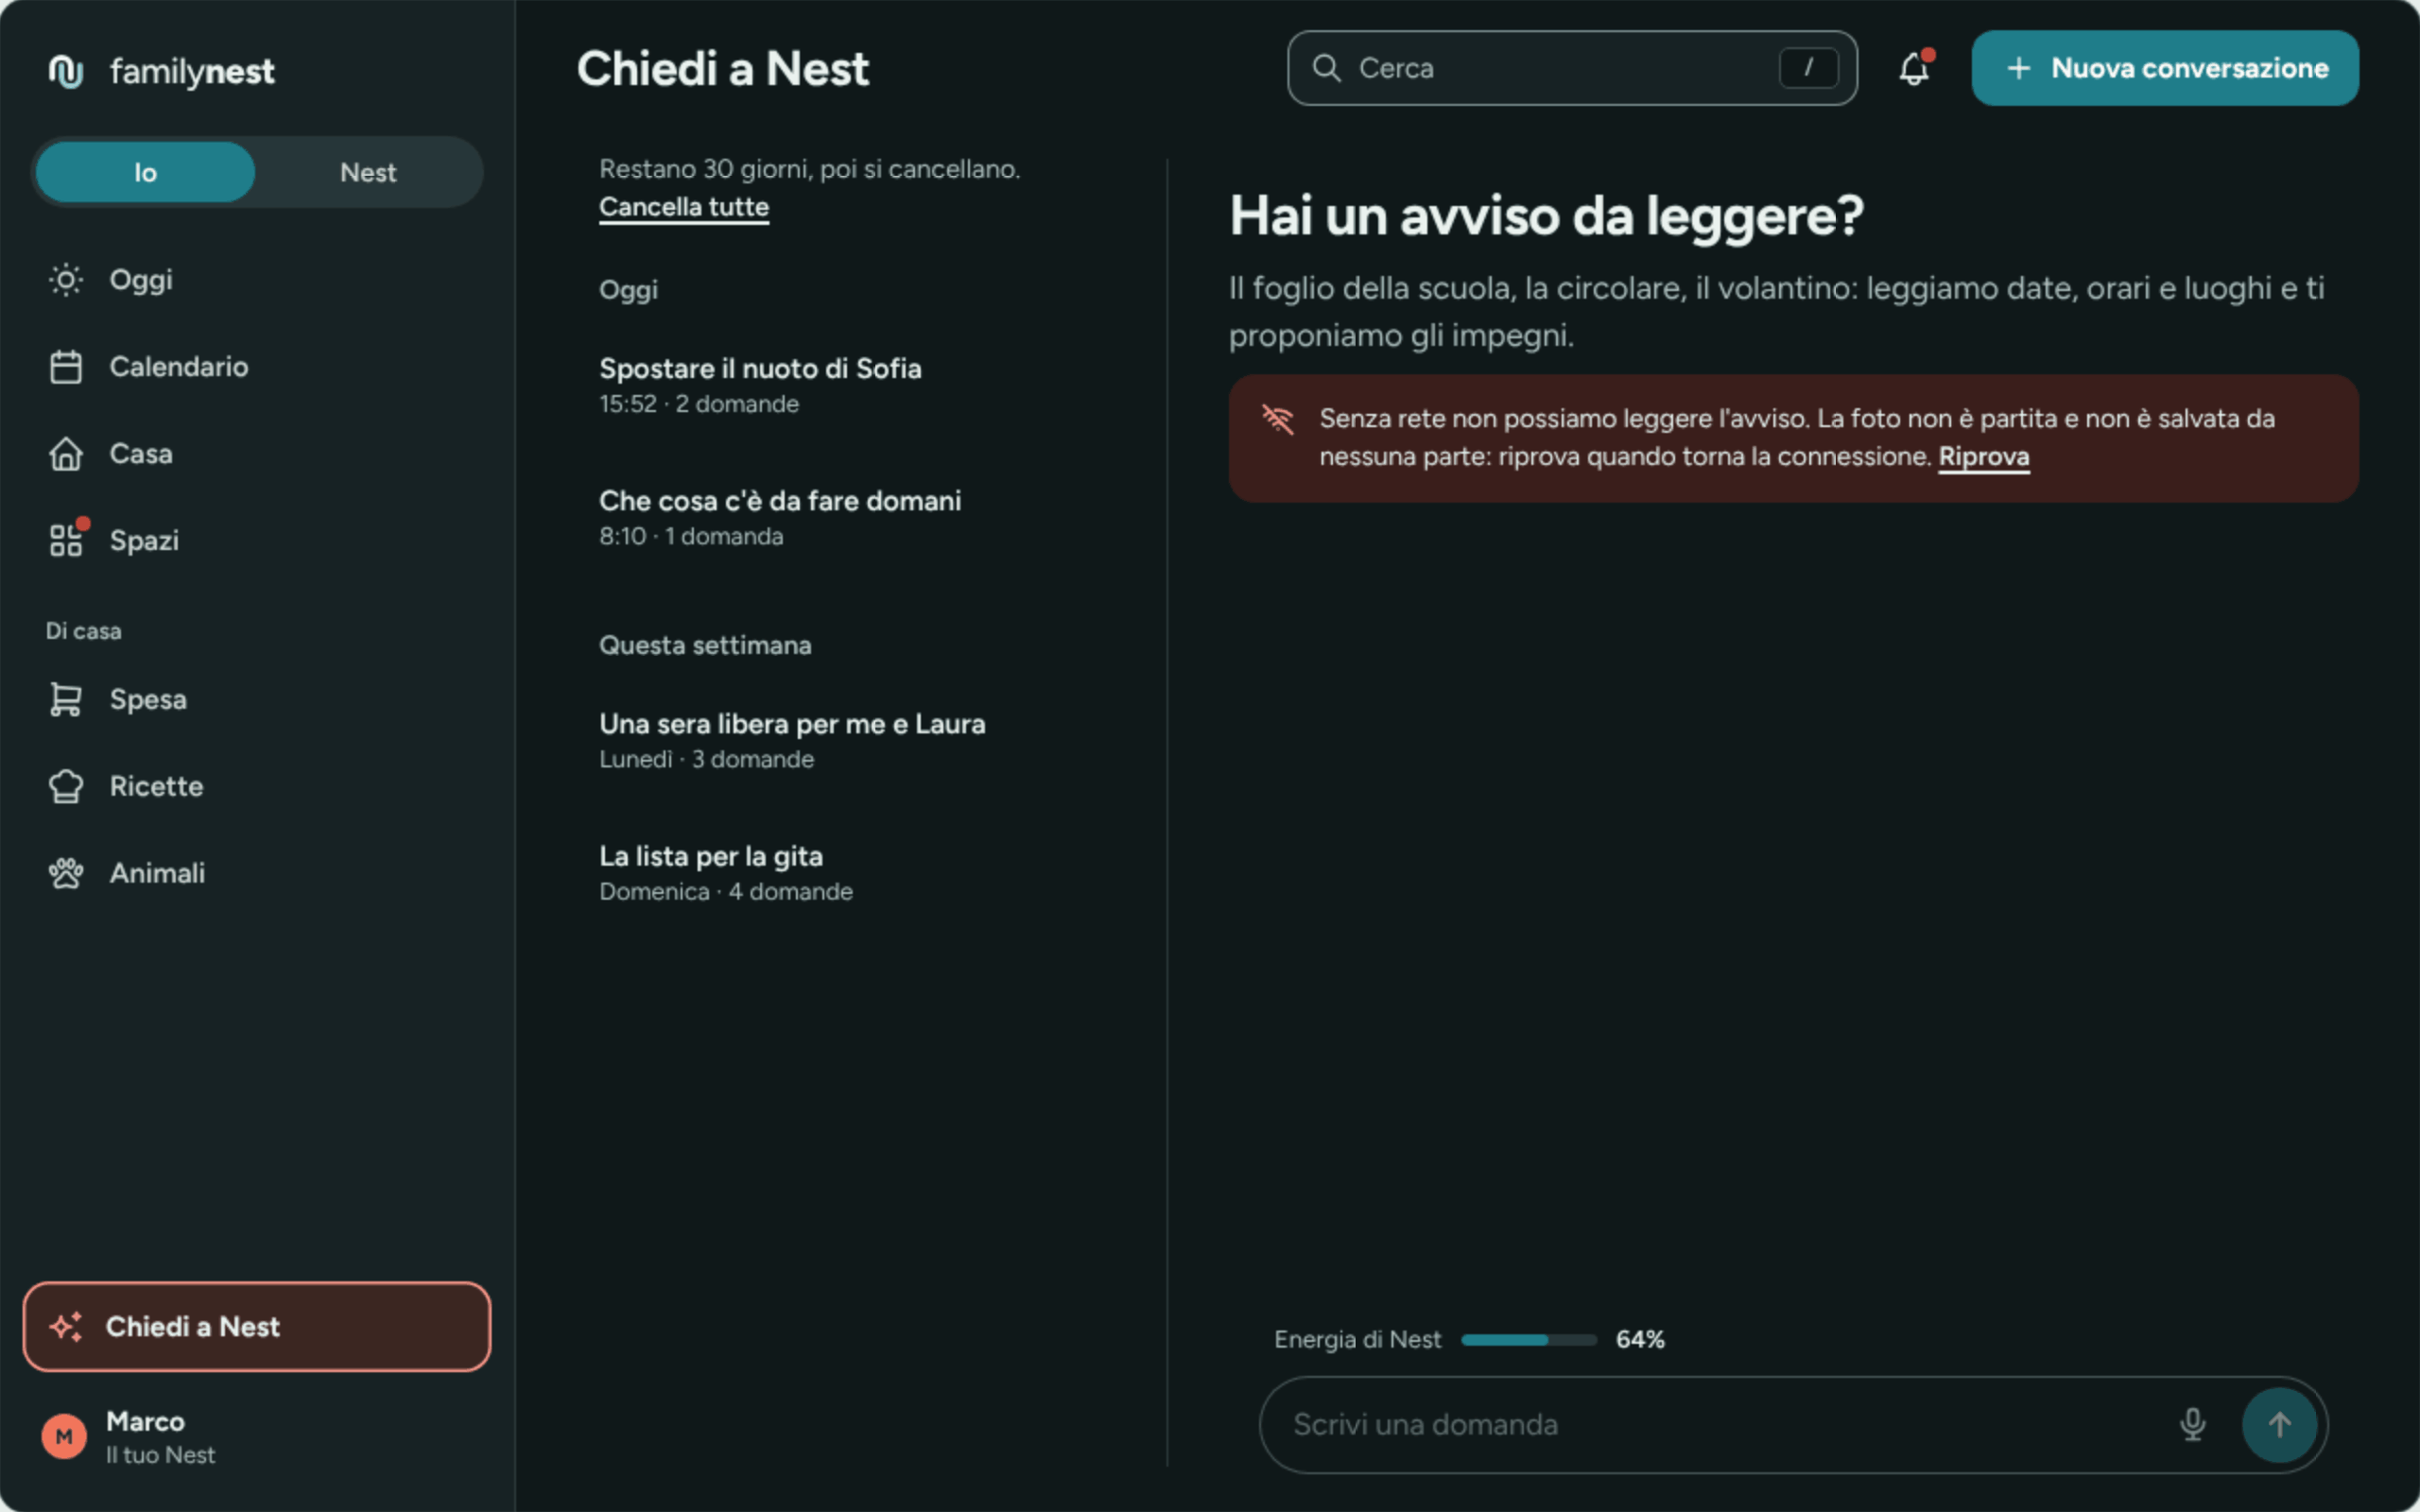 familynest
Io
Nest
Oggi
Calendario
Casa
Spazi
Di casa
Spesa
Ricette
Animali
Chiedi a Nest
M
Marco
Il tuo Nest
Chiedi a Nest
Cerca
/
+ Nuova conversazione
Restano 30 giorni, poi si cancellano.
Cancella tutte
Oggi
Spostare il nuoto di Sofia
15:52 · 2 domande
Che cosa c'è da fare domani
8:10 · 1 domanda
Questa settimana
Una sera libera per me e Laura
Lunedì · 3 domande
La lista per la gita
Domenica · 4 domande
Hai un avviso da leggere?
Il foglio della scuola, la circolare, il volantino: leggiamo date, orari e luoghi e ti
proponiamo gli impegni.
Senza rete non possiamo leggere l'avviso. La foto non è partita e non è salvata da
nessuna parte: riprova quando torna la connessione. Riprova
Energia di Nest 64%
Scrivi una domanda